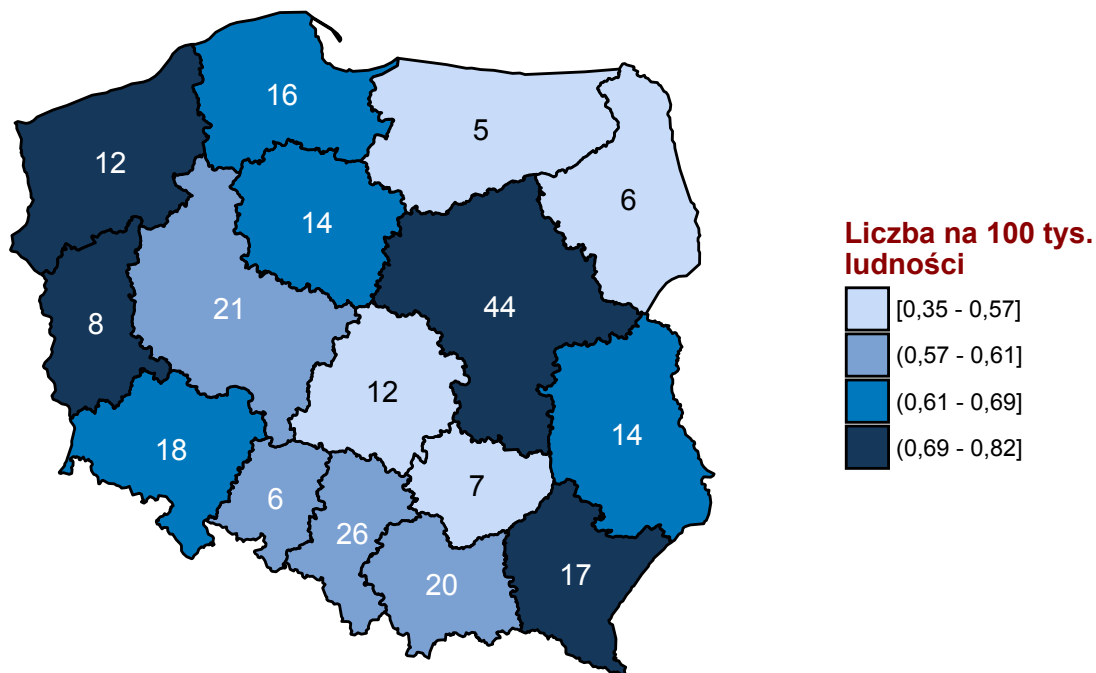 16
5
12
6
14
21
44
8
12
14
18
7
6
26
20
17
Liczba na 100 tys.
ludności
[0,35 - 0,57]
(0,57 - 0,61]
(0,61 - 0,69]
(0,69 - 0,82]